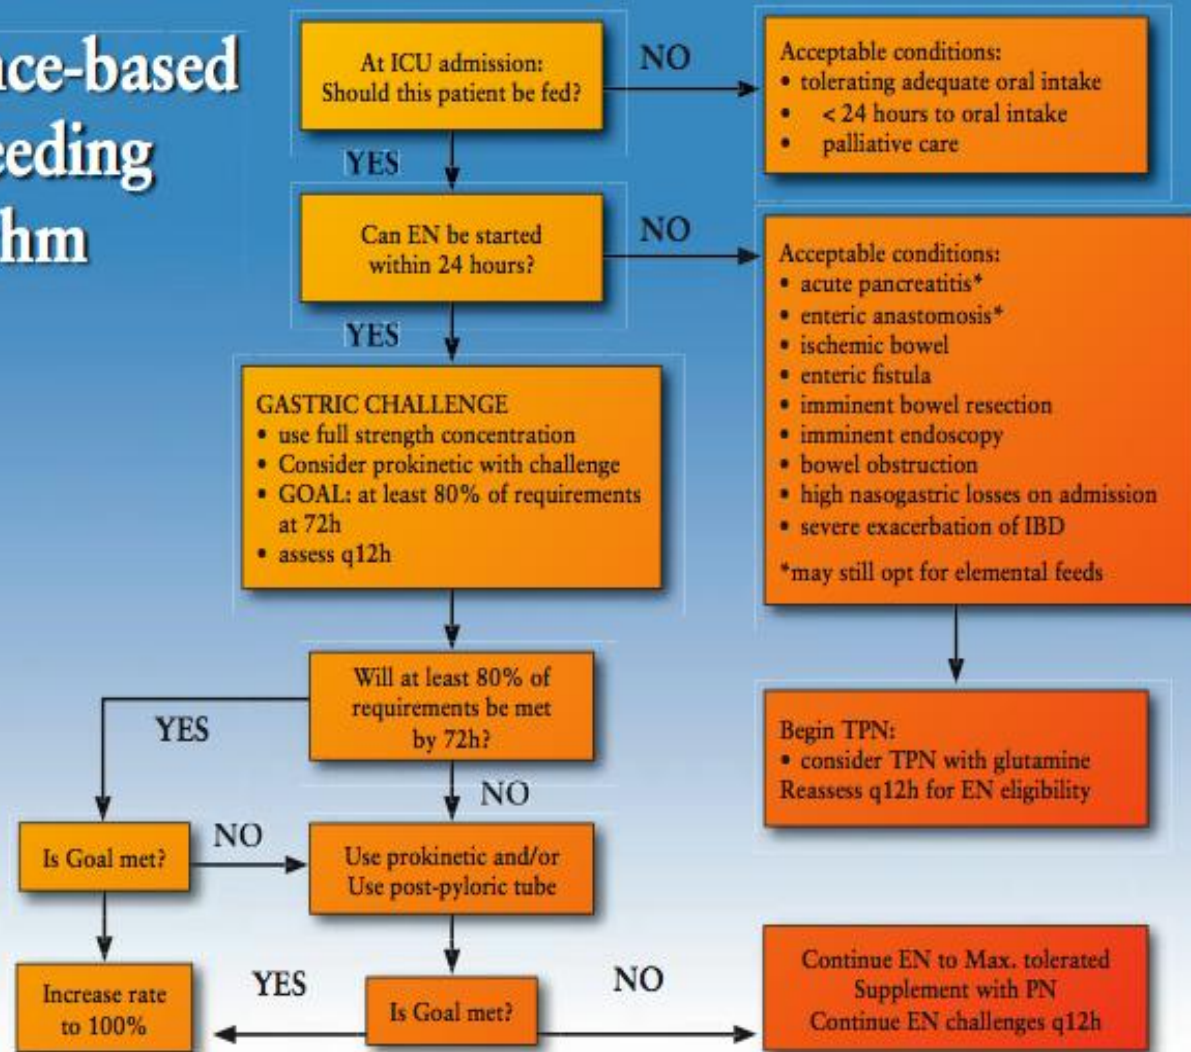 nce-based
eeding
hm
At ICU admission:
Should this patient be fed?
NO
Acceptable conditions:
• tolerating adequate oral intake
• < 24 hours to oral intake
• palliative care
YES
Can EN be started
within 24 hours?
NO
Acceptable conditions:
• acute pancreatitis*
• enteric anastomosis*
• ischemic bowel
• enteric fistula
• imminent bowel resection
• imminent endoscopy
• bowel obstruction
• high nasogastric losses on admission
• severe exacerbation of IBD
*may still opt for elemental feeds
YES
GASTRIC CHALLENGE
• use full strength concentration
• Consider prokinetic with challenge
• GOAL: at least 80% of requirements
at 72h
• assess q12h
Will at least 80% of
requirements be met
by 72h?
YES
NO
Begin TPN:
• consider TPN with glutamine
Reassess q12h for EN eligibility
Is Goal met?
NO
Use prokinetic and/or
Use post-pyloric tube
Increase rate
to 100%
YES
Is Goal met?
NO
Continue EN to Max. tolerated
Supplement with PN
Continue EN challenges q12h